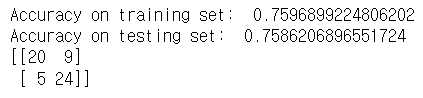 Accuracy on training set:  0.7596899224806202
Accuracy on testing set:  0.7586206896551724
[[20  9]
 [ 5 24]]